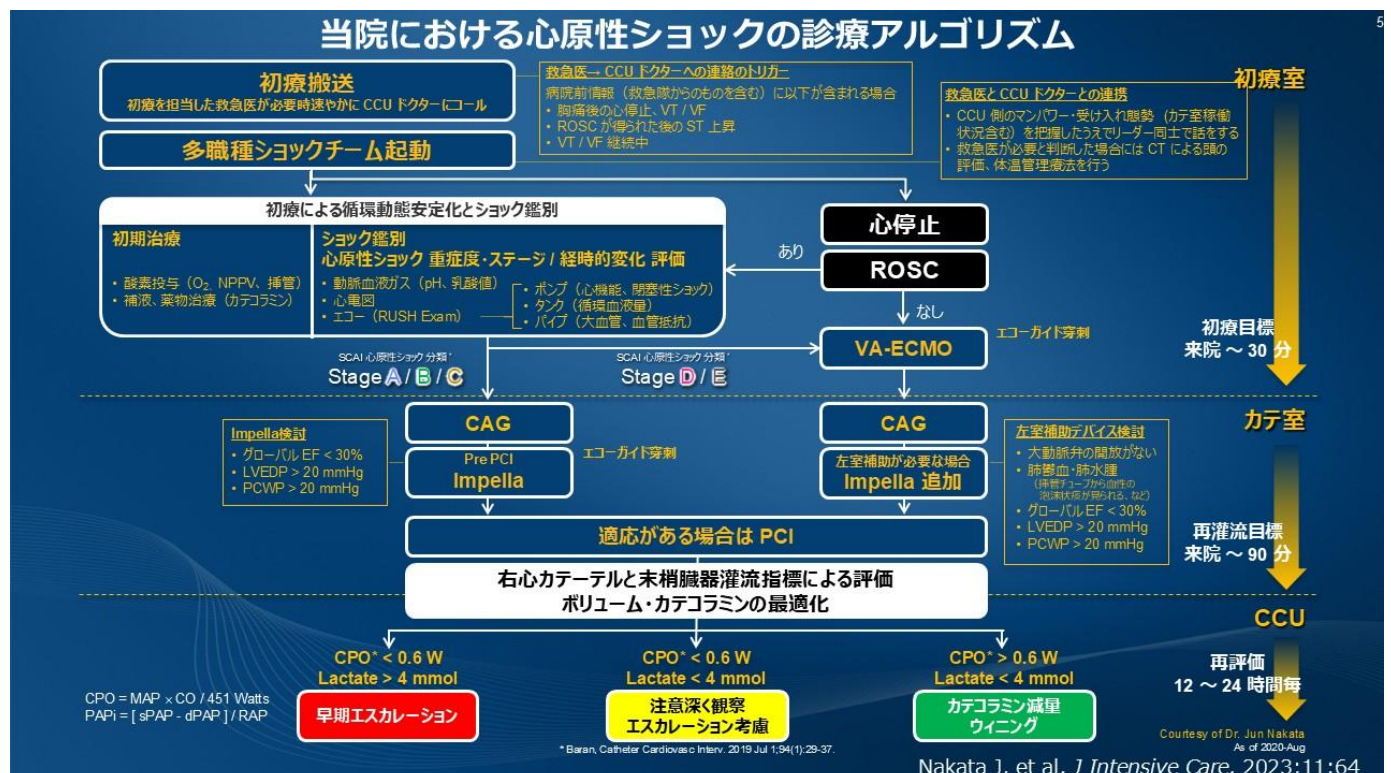 5
当院における心原性ショックの診療アルゴリズム
初療搬送
初療を担当した救急医が必要時速やかに CCU ドクターにコール
多職種ショックチーム起動
救急医→ CCU ドクターへの連絡のトリガー
病院前情報（救急隊からのものを含む）に以下が含まれる場合
・胸痛後の心停止、VT / VF
・ROSC が得られた後の ST 上昇
・VT / VF 継続中
救急医と CCU ドクターとの連携
・CCU 側のマンパワー・受け入れ態勢（カテ室稼働
状況含む）を把握したうえでリーダー同士で話をする
・救急医が必要と判断した場合には CT による頭の
評価、体温管理療法を行う
初療室
初療による循環動態安定化とショック鑑別
初期治療
・酸素投与（O₂、NPPV、挿管）
・補液、薬物治療（カテコラミン）
ショック鑑別
心原性ショック 重症度・ステージ / 経時的変化 評価
・動脈血液ガス（pH、乳酸値）
・心電図
・エコー（RUSH Exam）
・ポンプ（心機能、閉塞性ショック）
・タンク（循環血液量）
・パイプ（大血管、血管抵抗）
心停止
ROSC
あり
なし
VA-ECMO
エコーガイド穿刺
初療目標
来院 ～ 30 分
SCAI 心原性ショック 分類*
Stage A / B / C
SCAI 心原性ショック 分類*
Stage D / E
カテ室
Impella検討
・グローバル EF < 30%
・LVEDP > 20 mmHg
・PCWP > 20 mmHg
CAG
Pre PCI
Impella
エコーガイド穿刺
CAG
左室補助が必要な場合
Impella 追加
左室補助デバイス検討
・大動脈弁の開放がない
・肺鬱血・肺水腫
（挿管チューブから血性の
泡沫状痰が見られる、など）
・グローバル EF < 30%
・LVEDP > 20 mmHg
・PCWP > 20 mmHg
適応がある場合は PCI
再灌流目標
来院 ～ 90 分
右心カテーテルと末梢臓器灌流指標による評価
ボリューム・カテコラミンの最適化
CCU
再評価
12 ～ 24 時間毎
CPO* < 0.6 W
Lactate > 4 mmol
早期エスカレーション
CPO* < 0.6 W
Lactate < 4 mmol
注意深く観察
エスカレーション考慮
CPO* > 0.6 W
Lactate < 4 mmol
カテコラミン減量
ウィニング
CPO = MAP × CO / 451 Watts
PAPi = [ sPAP - dPAP ] / RAP
* Baran, Catheter Cardiovasc Interv. 2019 Jul 1;94(1):29-37.
Courtesy of Dr. Jun Nakata
As of 2020-Aug
Nakata J, et al. J Intensive Care. 2023;11:64